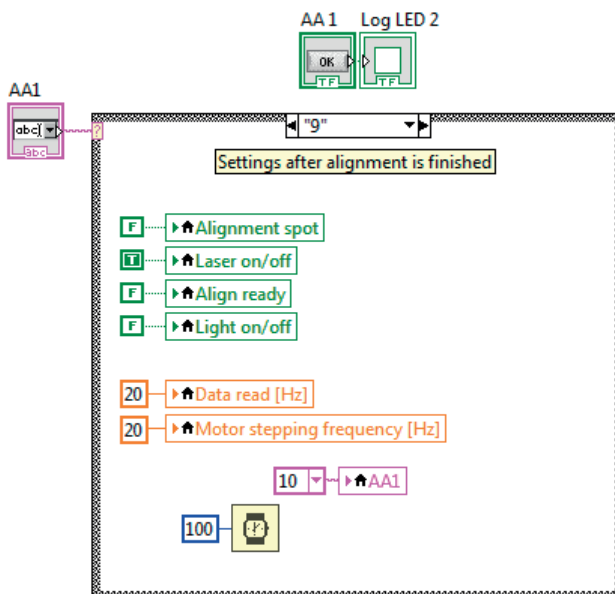 AA 1 Log LED 2
OK
TF TF
AA1
abc
abc
?
"9"
Settings after alignment is finished
F Alignment spot
T Laser on/off
F Align ready
F Light on/off
20 Data read [Hz]
20 Motor stepping frequency [Hz]
10 AA1
100